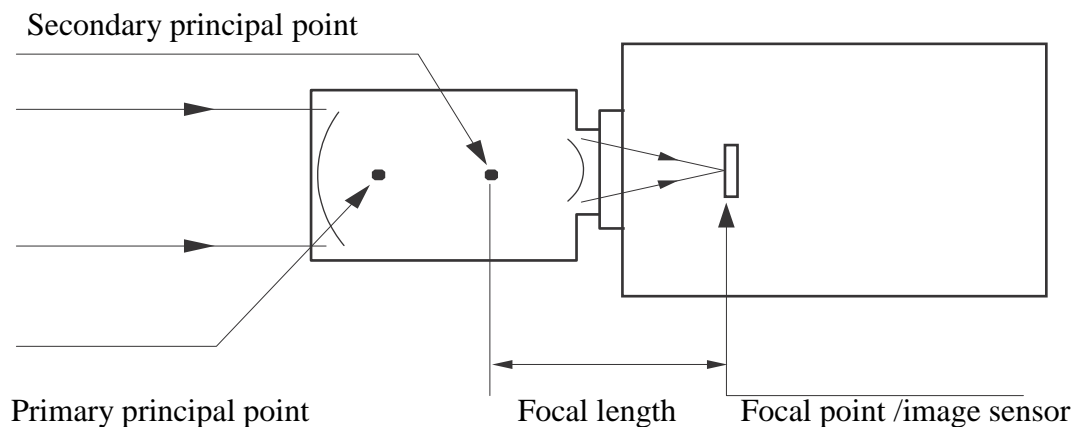 Secondary principal point
Primary principal point
Focal length
Focal point /image sensor